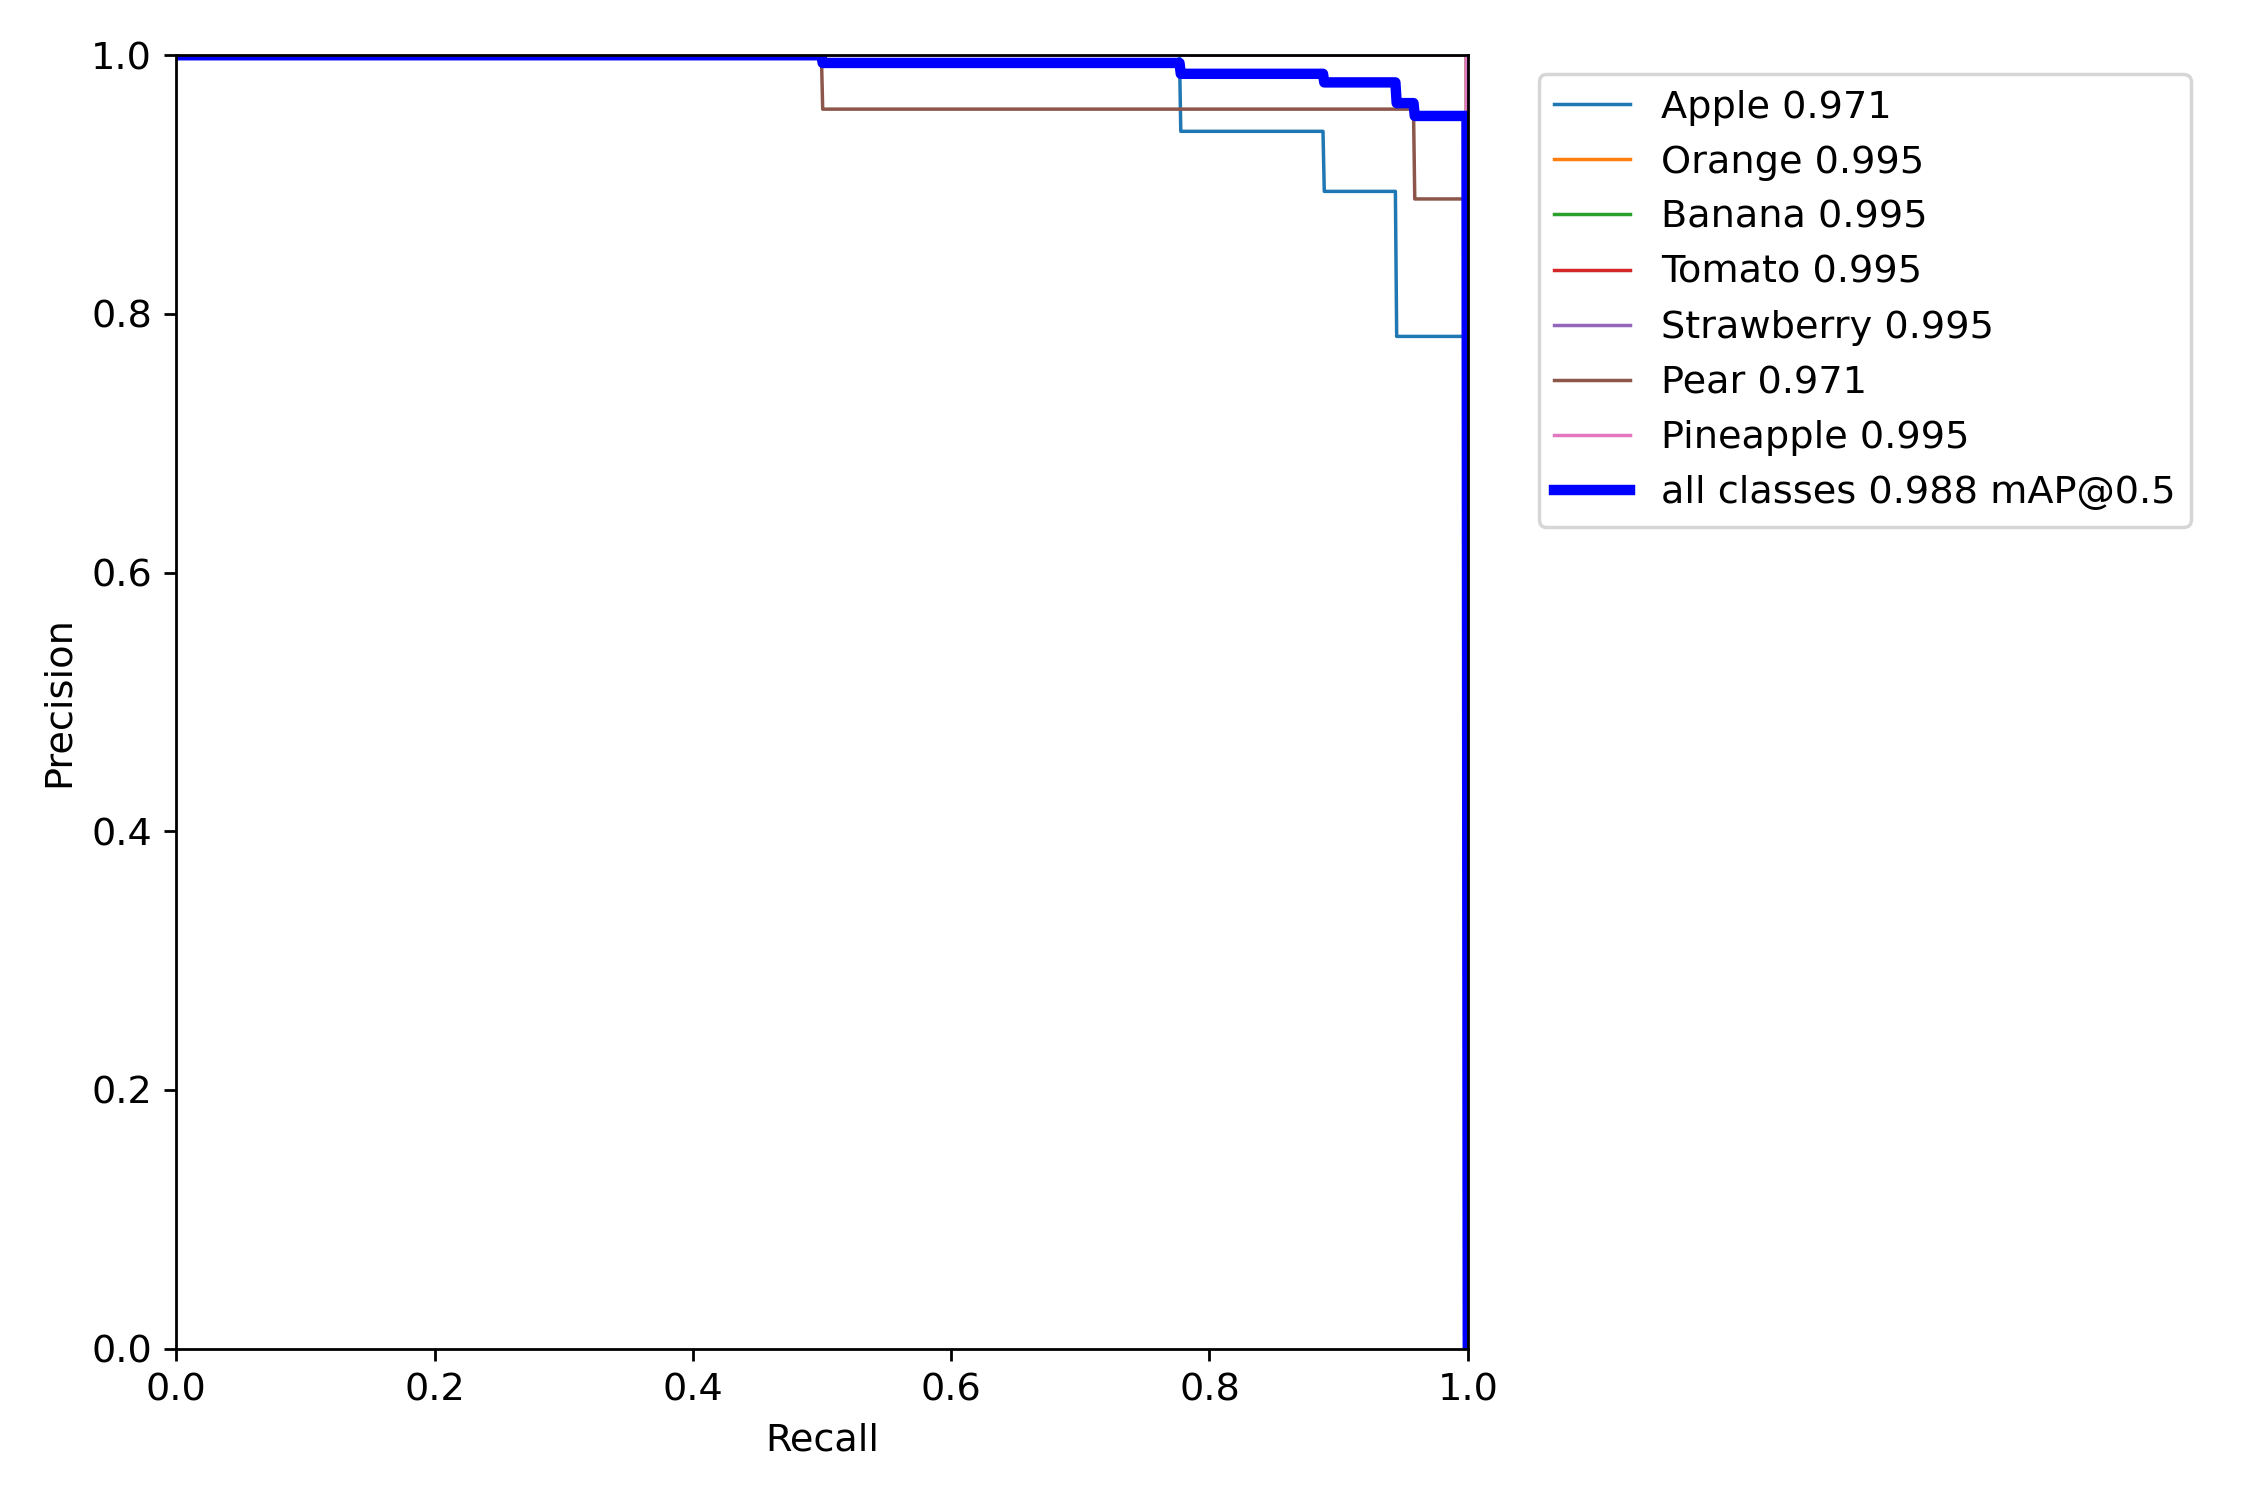 1.0
0.8
0.6
0.4
0.2
0.0
Precision
0.0 0.2 0.4 0.6 0.8 1.0
Recall
Apple 0.971
Orange 0.995
Banana 0.995
Tomato 0.995
Strawberry 0.995
Pear 0.971
Pineapple 0.995
all classes 0.988 mAP@0.5